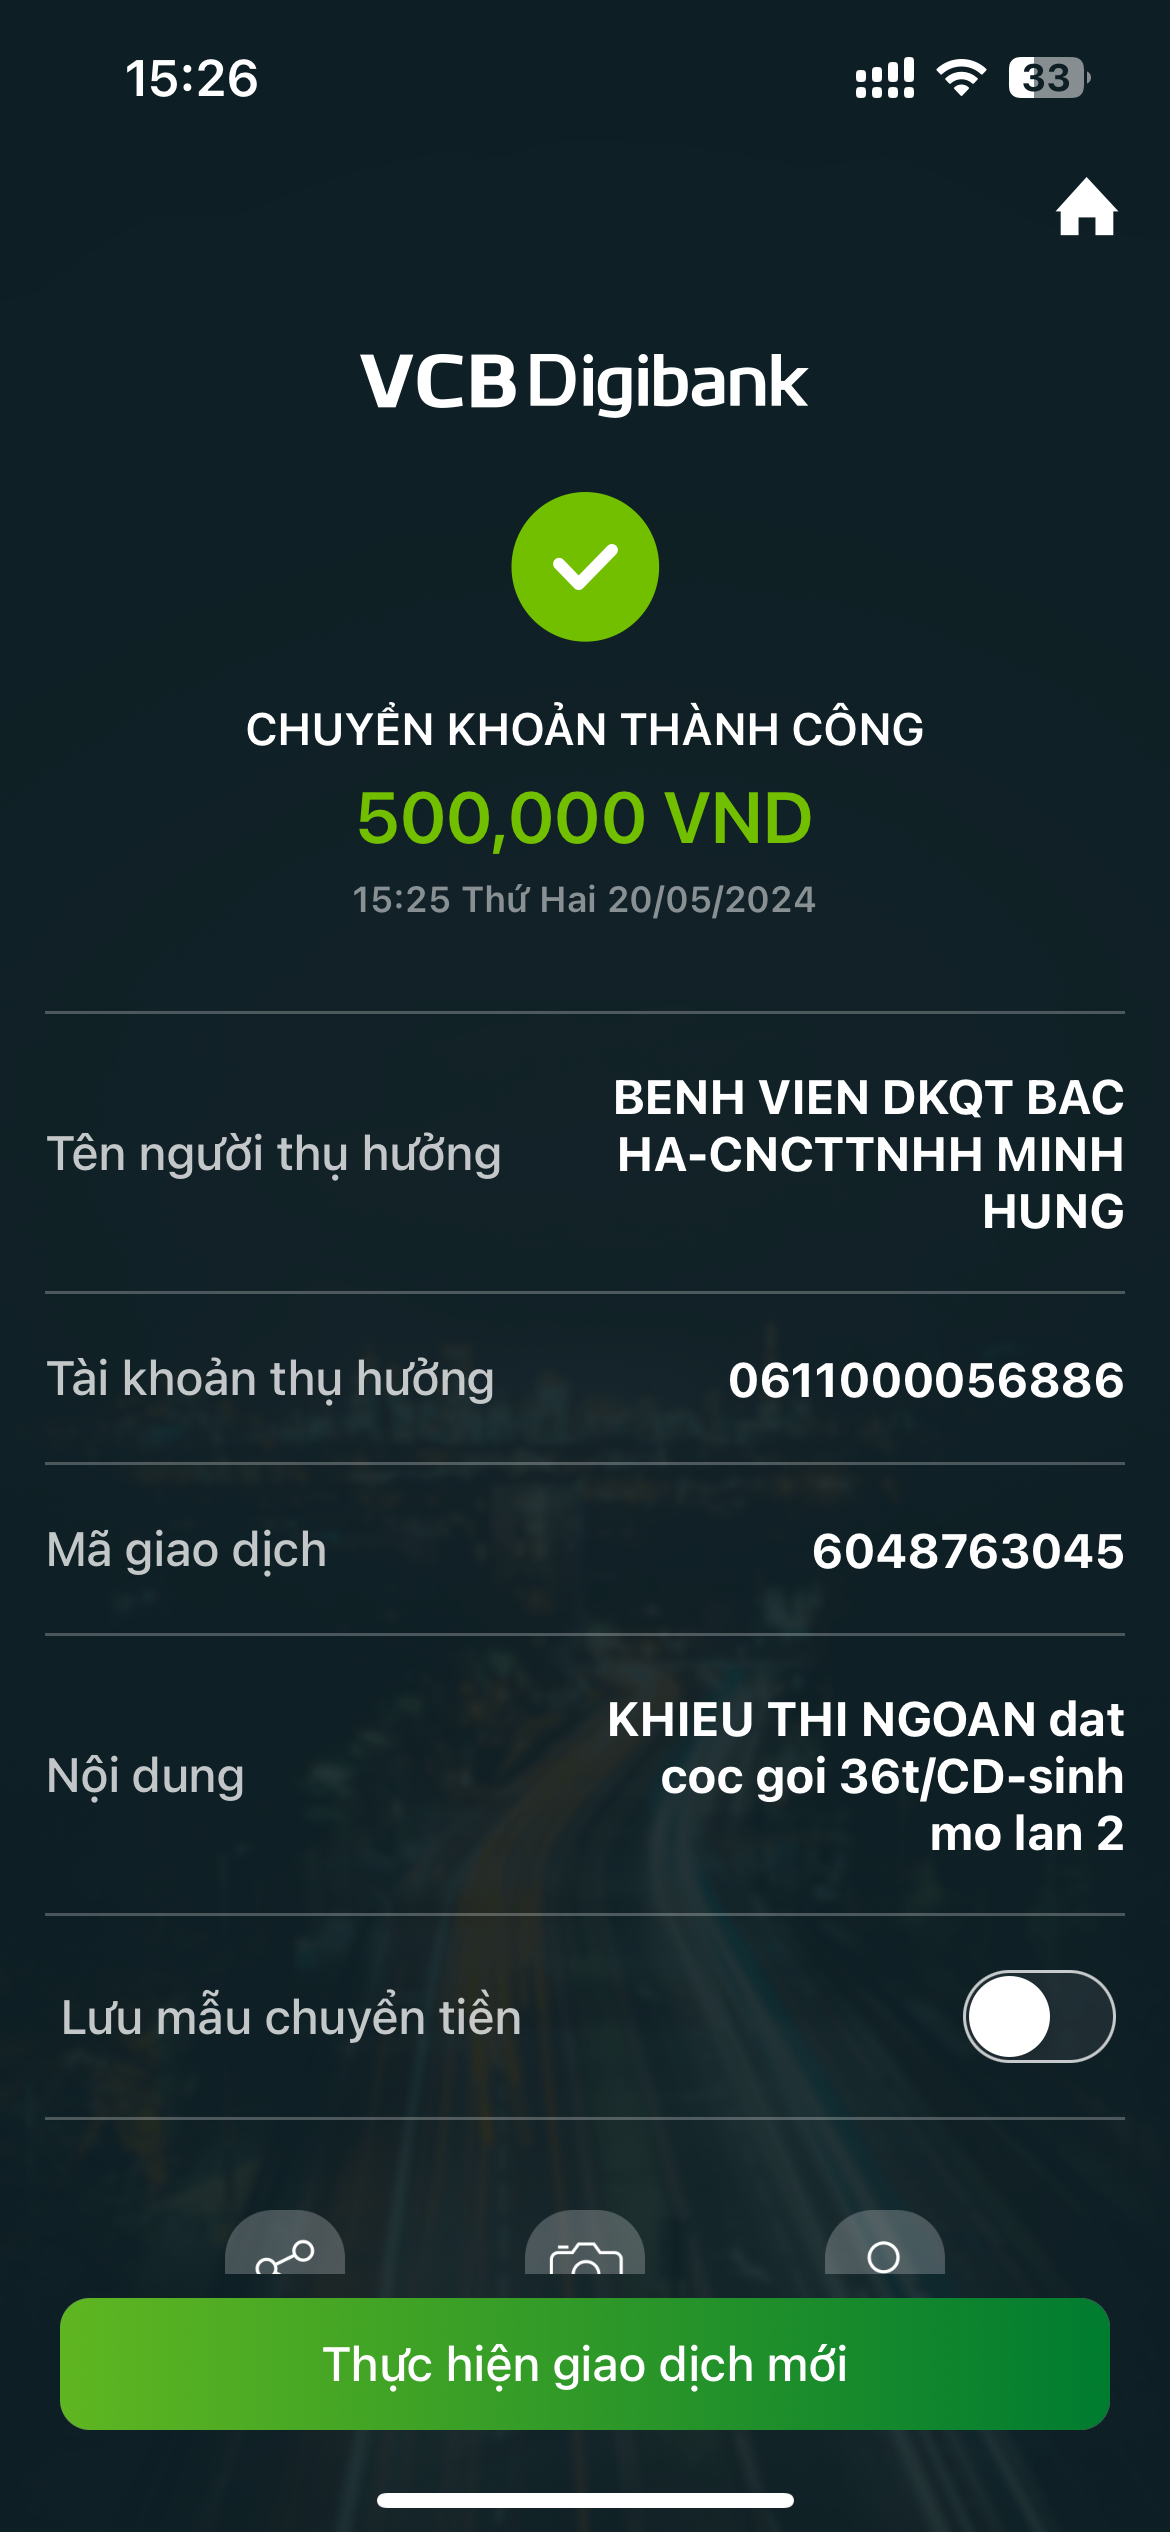 15:26
33
VCB Digibank
CHUYỂN KHOẢN THÀNH CÔNG
500,000 VND
15:25 Thứ Hai 20/05/2024
Tên người thụ hưởng
BENH VIEN DKQT BAC
HA-CNCTTNHH MINH
HUNG
Tài khoản thụ hưởng
0611000056886
Mã giao dịch
6048763045
Nội dung
KHIEU THI NGOAN dat
coc goi 36t/CD-sinh
mo lan 2
Lưu mẫu chuyển tiền
Thực hiện giao dịch mới